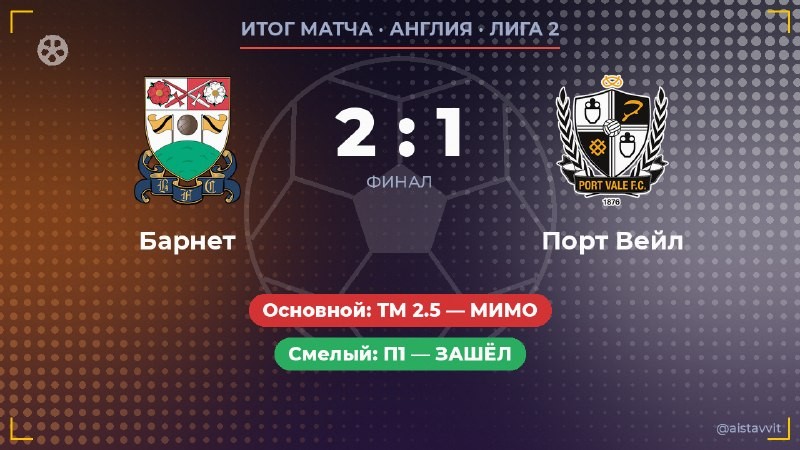 ИТОГ МАТЧА · АНГЛИЯ · ЛИГА 2
2 : 1
ФИНАЛ
B F C
PORT VALE F.C.
1876
Барнет
Порт Вейл
Основной: ТМ 2.5 — МИМО
Смелый: П1 — ЗАШЁЛ
@aistavvit